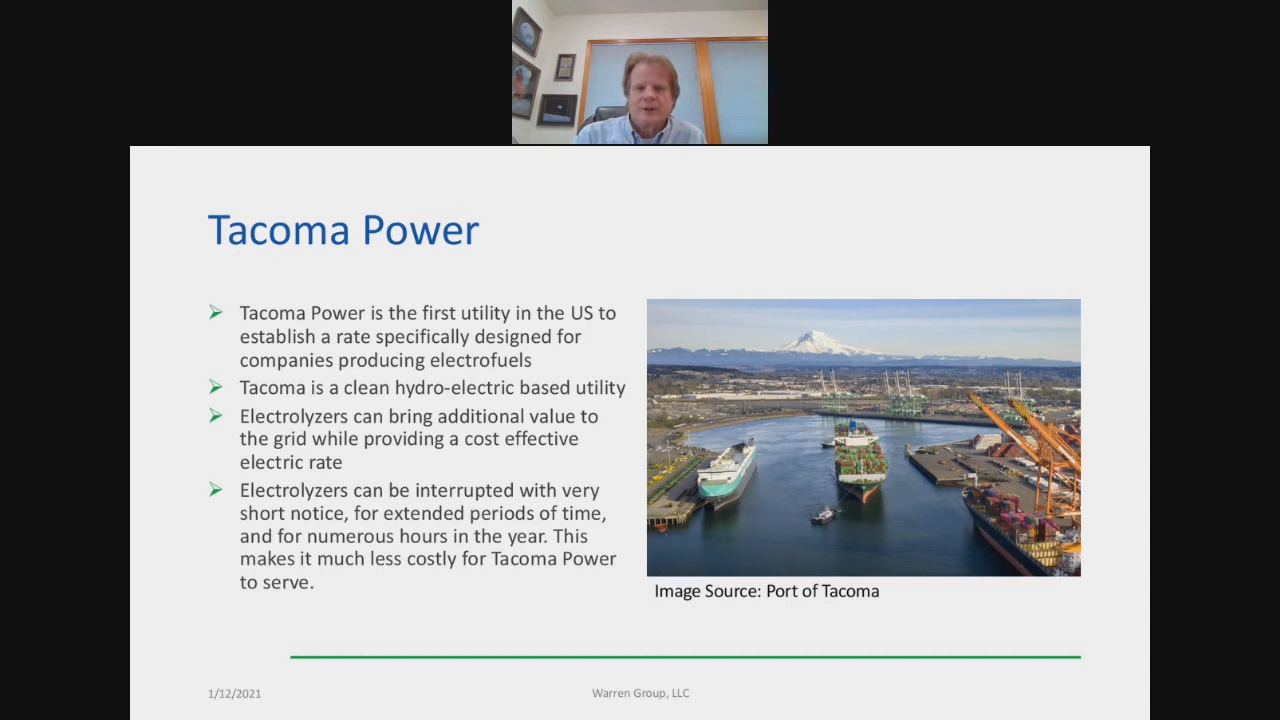 Tacoma Power
Tacoma Power is the first utility in the US to
establish a rate specifically designed for
companies producing electrofuels
Tacoma is a clean hydro-electric based utility
Electrolyzers can bring additional value to
the grid while providing a cost effective
electric rate
Electrolyzers can be interrupted with very
short notice, for extended periods of time,
and for numerous hours in the year. This
makes it much less costly for Tacoma Power
to serve.
Image Source: Port of Tacoma
1/12/2021
Warren Group, LLC